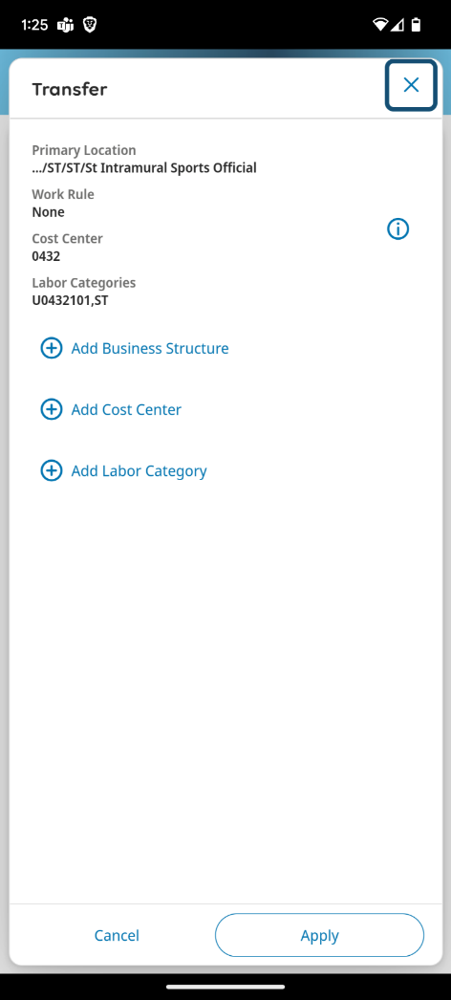 1:25
Transfer
Primary Location
.../ST/ST/St Intramural Sports Official
Work Rule
None
Cost Center
0432
Labor Categories
U0432101,ST
Add Business Structure
Add Cost Center
Add Labor Category
Cancel
Apply